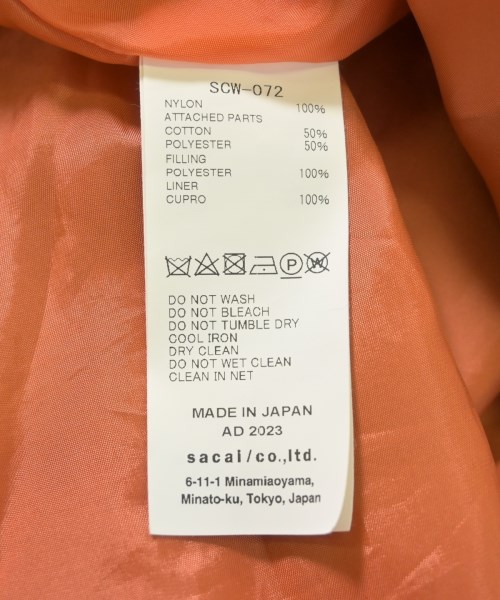 SCW-072
NYLON 100%
ATTACHED PARTS
COTTON 50%
POLYESTER 50%
FILLING
POLYESTER 100%
LINER
CUPRO 100%
P W
DO NOT WASH
DO NOT BLEACH
DO NOT TUMBLE DRY
COOL IRON
DRY CLEAN
DO NOT WET CLEAN
CLEAN IN NET
MADE IN JAPAN
AD 2023
sacai/co.,ltd.
6-11-1 Minamiaoyama,
Minato-ku, Tokyo, Japan